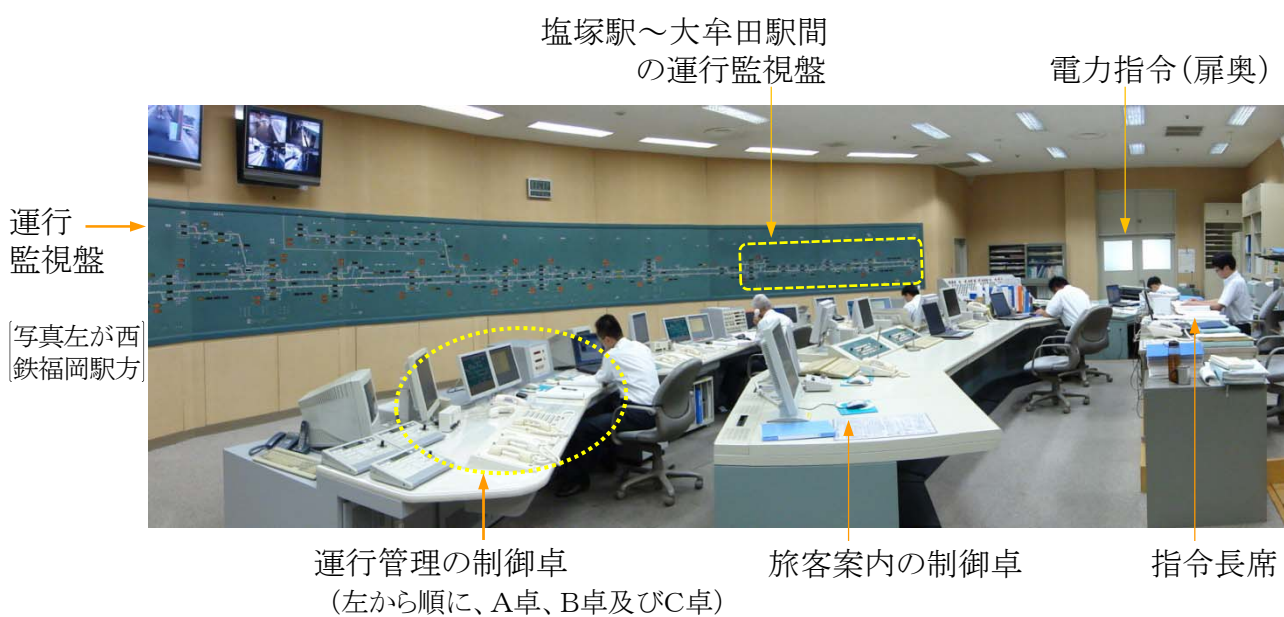 塩塚駅～大牟田駅間
の運行監視盤
電力指令(扉奥)
運行
監視盤
[写真左が西
鉄福岡駅方]
運行管理の制御卓
(左から順に、A卓、B卓及びC卓)
旅客案内の制御卓
指令長席